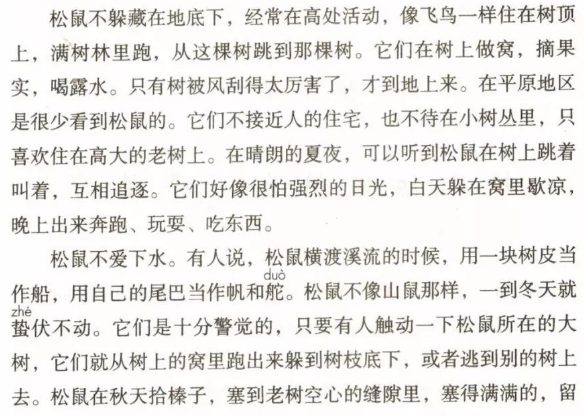 松鼠不躲藏在地底下，经常在高处活动，像飞鸟一样住在树顶
上，满树林里跑，从这棵树跳到那棵树。它们在树上做窝，摘果
实，喝露水。只有树被风刮得太厉害了，才到地上来。在平原地区
是很少看到松鼠的。它们不接近人的住宅，也不待在小树丛里，只
喜欢住在高大的老树上。在晴朗的夏夜，可以听到松鼠在树上跳着
叫着，互相追逐。它们好像很怕强烈的日光，白天躲在窝里歇凉，
晚上出来奔跑、玩耍、吃东西。
松鼠不爱下水。有人说，松鼠横渡溪流的时候，用一块树皮当
duò
作船，用自己的尾巴当作帆和舵。松鼠不像山鼠那样，一到冬天就
zhé
蛰伏不动。它们是十分警觉的，只要有人触动一下松鼠所在的大
树，它们就从树上的窝里跑出来躲到树枝底下，或者逃到别的树上
去。松鼠在秋天拾榛子，塞到老树空心的缝隙里，塞得满满的，留